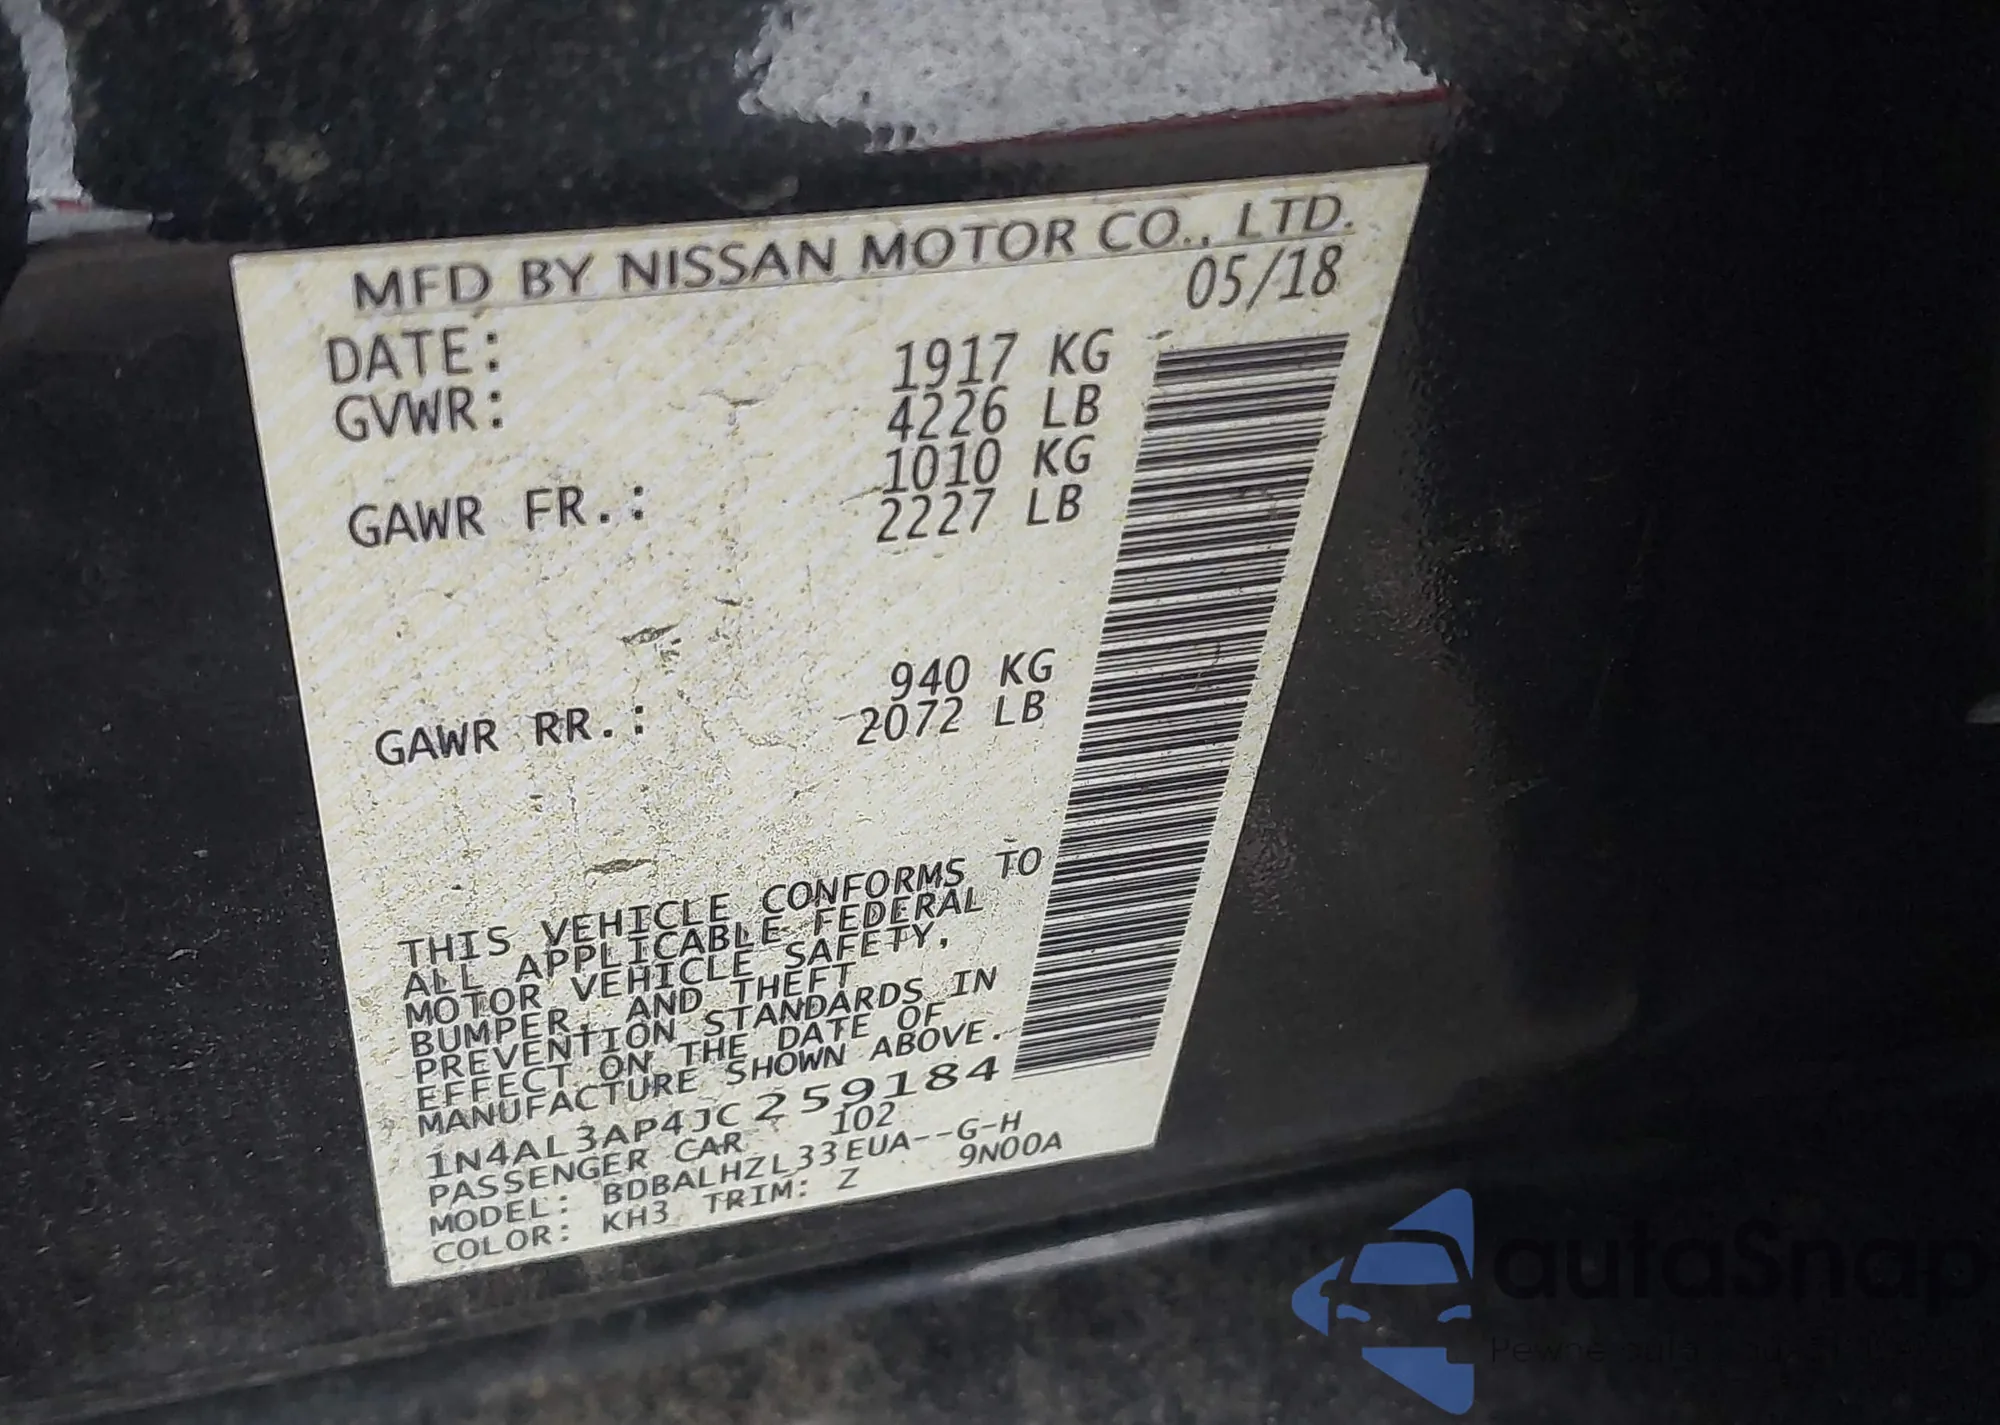 MFD BY NISSAN MOTOR CO., LTD.
DATE: 05/18
GVWR: 1917 KG
4226 LB
GAWR FR.: 1010 KG
2227 LB
GAWR RR.: 940 KG
2072 LB
THIS VEHICLE CONFORMS TO
ALL APPLICABLE FEDERAL
MOTOR VEHICLE SAFETY,
BUMPER, AND THEFT
PREVENTION STANDARDS IN
EFFECT ON THE DATE OF
MANUFACTURE SHOWN ABOVE.
1N4AL3AP4JC259184
PASSENGER CAR 102
MODEL: BDBALHZL33EUA--G-H
COLOR: KH3 TRIM: Z 9N00A
autaSnap
Pewne auta